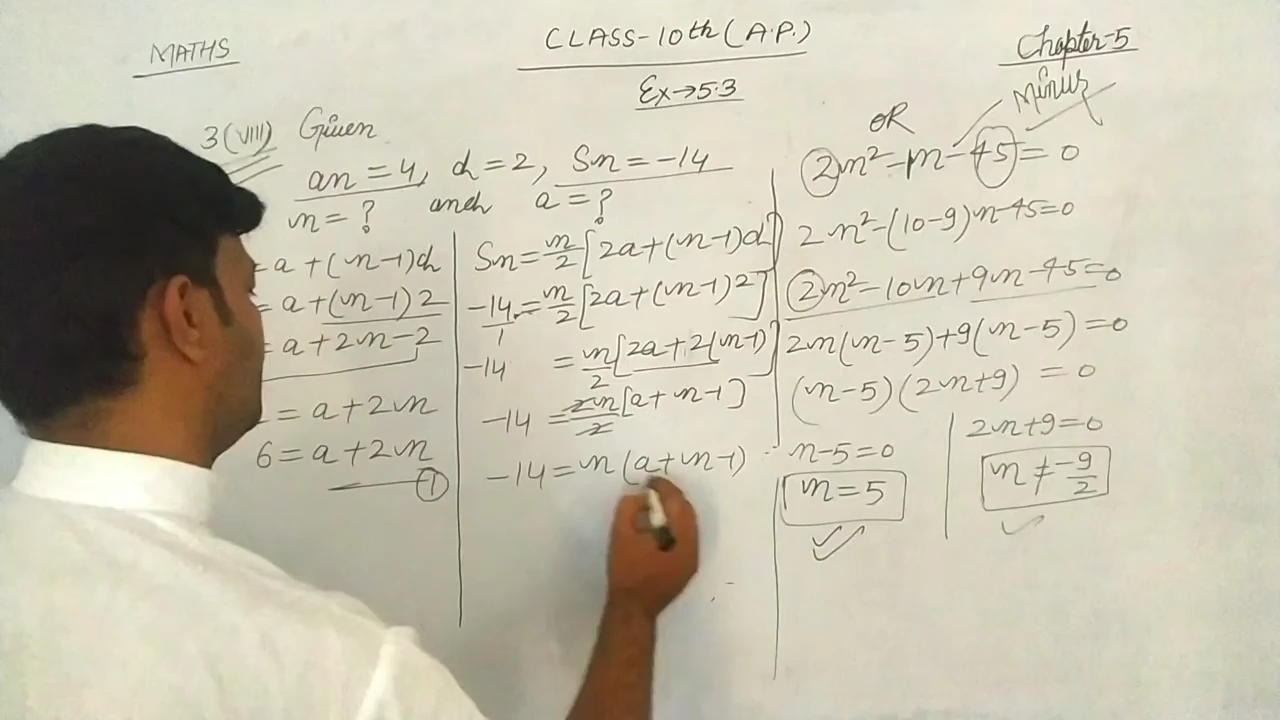 MATHS
CLASS-10th (A.P.)
Chapter-5
Ex→5.3
3(VIII) Given
an = 4, d = 2, Sn = -14
n = ? and a = ?
= a + (n-1)d
= a + (n-1) 2
= a + 2n - 2
= a + 2n
6 = a + 2n
①
Sn = n/2 [2a + (n-1)d]
-14/1 = n/2 [2a + (n-1) 2]
-14 = n/2 [2a + 2(n-1)]
-14 = 2n/2 [a + n - 1]
-14 = n (a + n - 1)
OR
Minus
2n² - n - 45 = 0
2n² - (10-9)n - 45 = 0
2n² - 10n + 9n - 45 = 0
2n(n-5) + 9(n-5) = 0
(n-5) (2n+9) = 0
n-5 = 0
n = 5
2n+9 = 0
n ≠ -9/2